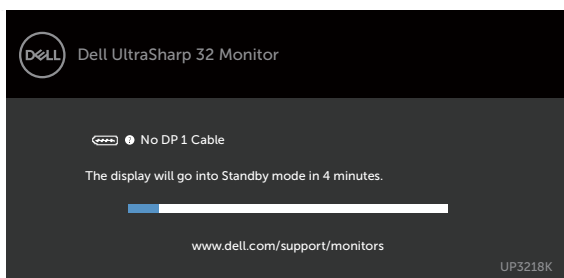 DELL Dell UltraSharp 32 Monitor
? No DP 1 Cable
The display will go into Standby mode in 4 minutes.
www.dell.com/support/monitors
UP3218K